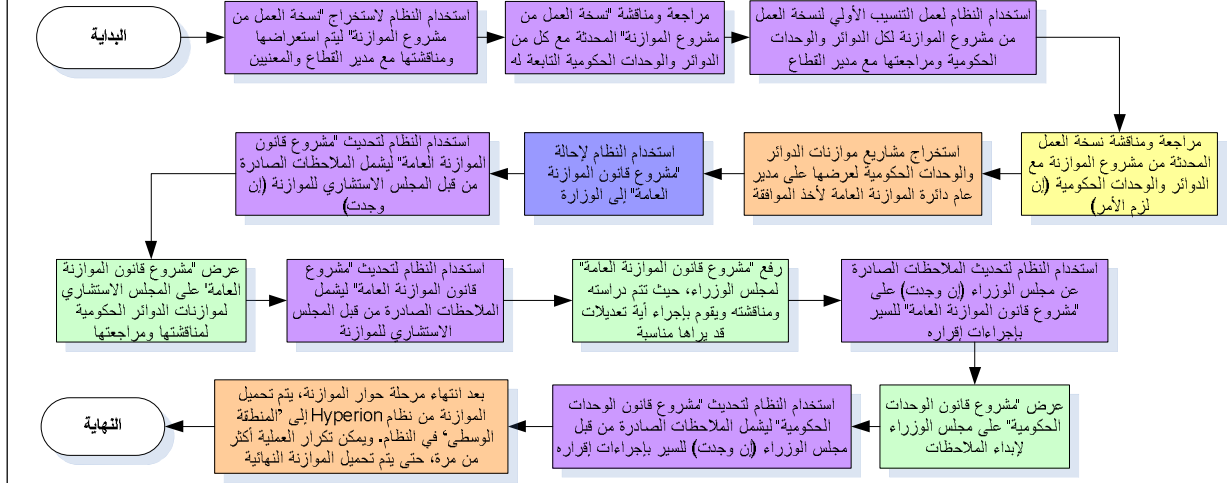 البداية
استخدام النظام لاستخراج "نسخة العمل من
مشروع الموازنة" ليتم استعراضها
ومناقشتها مع مدير القطاع والمعنيين
مراجعة ومناقشة "نسخة العمل من
مشروع الموازنة" المحدثة مع كل من
الدوائر والوحدات الحكومية التابعة له
استخدام النظام لعمل التنسيب الأولي لنسخة العمل
من مشروع الموازنة لكل الدوائر والوحدات
الحكومية ومراجعتها مع مدير القطاع
مراجعة ومناقشة نسخة العمل
المحدثة من مشروع الموازنة مع
الدوائر والوحدات الحكومية (إن
لزم الأمر)
استخراج مشاريع موازنات الدوائر
والوحدات الحكومية لعرضها على مدير
عام دائرة الموازنة العامة لأخذ الموافقة
استخدام النظام لإحالة
"مشروع قانون الموازنة
العامة" إلى الوزارة
استخدام النظام لتحديث "مشروع قانون
الموازنة العامة" ليشمل الملاحظات الصادرة
من قبل المجلس الاستشاري للموازنة (إن
وجدت)
عرض "مشروع قانون الموازنة
العامة" على المجلس الاستشاري
لموازنات الدوائر الحكومية
لمناقشتها ومراجعتها
استخدام النظام لتحديث "مشروع
قانون الموازنة العامة" ليشمل
الملاحظات الصادرة من قبل المجلس
الاستشاري للموازنة
رفع "مشروع قانون الموازنة العامة"
لمجلس الوزراء، حيث تتم دراسته
ومناقشته ويقوم بإجراء أية تعديلات
قد يراها مناسبة
استخدام النظام لتحديث الملاحظات الصادرة
عن مجلس الوزراء (إن وجدت) على
"مشروع قانون الموازنة العامة" للسير
بإجراءات إقراره
عرض "مشروع قانون الوحدات
الحكومية" على مجلس الوزراء
لإبداء الملاحظات
استخدام النظام لتحديث "مشروع قانون الوحدات
الحكومية" ليشمل الملاحظات الصادرة من قبل
مجلس الوزراء (إن وجدت) للسير بإجراءات إقراره
بعد انتهاء مرحلة حوار الموازنة، يتم تحميل
الموازنة من نظام Hyperion إلى "المنطقة
الوسطى" في النظام. ويمكن تكرار العملية أكثر
من مرة، حتى يتم تحميل الموازنة النهائية
النهاية